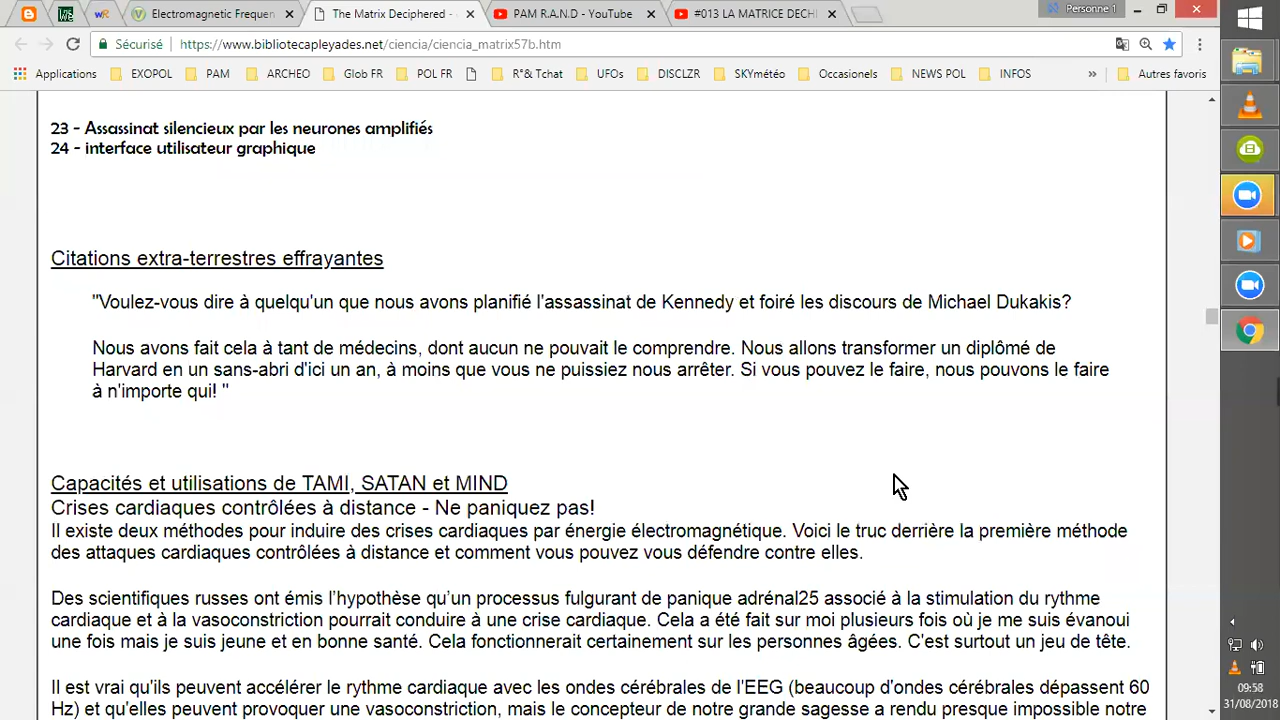 Electromagnetic Frequen
The Matrix Deciphered -
PAM R.A.N.D - YouTube
#013 LA MATRICE DECH
Personne 1
Sécurisé
https://www.bibliotecapleyades.net/ciencia/ciencia_matrix57b.htm
Applications
EXOPOL
PAM
ARCHEO
Glob FR
POL FR
R°& Tchat
UFOs
DISCLZR
SKYmétéo
Occasionels
NEWS POL
INFOS
»
Autres favoris
23 - Assassinat silencieux par les neurones amplifiés
24 - interface utilisateur graphique
Citations extra-terrestres effrayantes
"Voulez-vous dire à quelqu'un que nous avons planifié l'assassinat de Kennedy et foiré les discours de Michael Dukakis?
Nous avons fait cela à tant de médecins, dont aucun ne pouvait le comprendre. Nous allons transformer un diplômé de
Harvard en un sans-abri d'ici un an, à moins que vous ne puissiez nous arrêter. Si vous pouvez le faire, nous pouvons le faire
à n'importe qui! "
Capacités et utilisations de TAMI, SATAN et MIND
Crises cardiaques contrôlées à distance - Ne paniquez pas!
Il existe deux méthodes pour induire des crises cardiaques par énergie électromagnétique. Voici le truc derrière la première méthode
des attaques cardiaques contrôlées à distance et comment vous pouvez vous défendre contre elles.
Des scientifiques russes ont émis l'hypothèse qu'un processus fulgurant de panique adrénal25 associé à la stimulation du rythme
cardiaque et à la vasoconstriction pourrait conduire à une crise cardiaque. Cela a été fait sur moi plusieurs fois où je me suis évanoui
une fois mais je suis jeune et en bonne santé. Cela fonctionnerait certainement sur les personnes âgées. C'est surtout un jeu de tête.
Il est vrai qu'ils peuvent accélérer le rythme cardiaque avec les ondes cérébrales de l'EEG (beaucoup d'ondes cérébrales dépassent 60
Hz) et qu'elles peuvent provoquer une vasoconstriction, mais le concepteur de notre grande sagesse a rendu presque impossible notre
09:58
31/08/2018